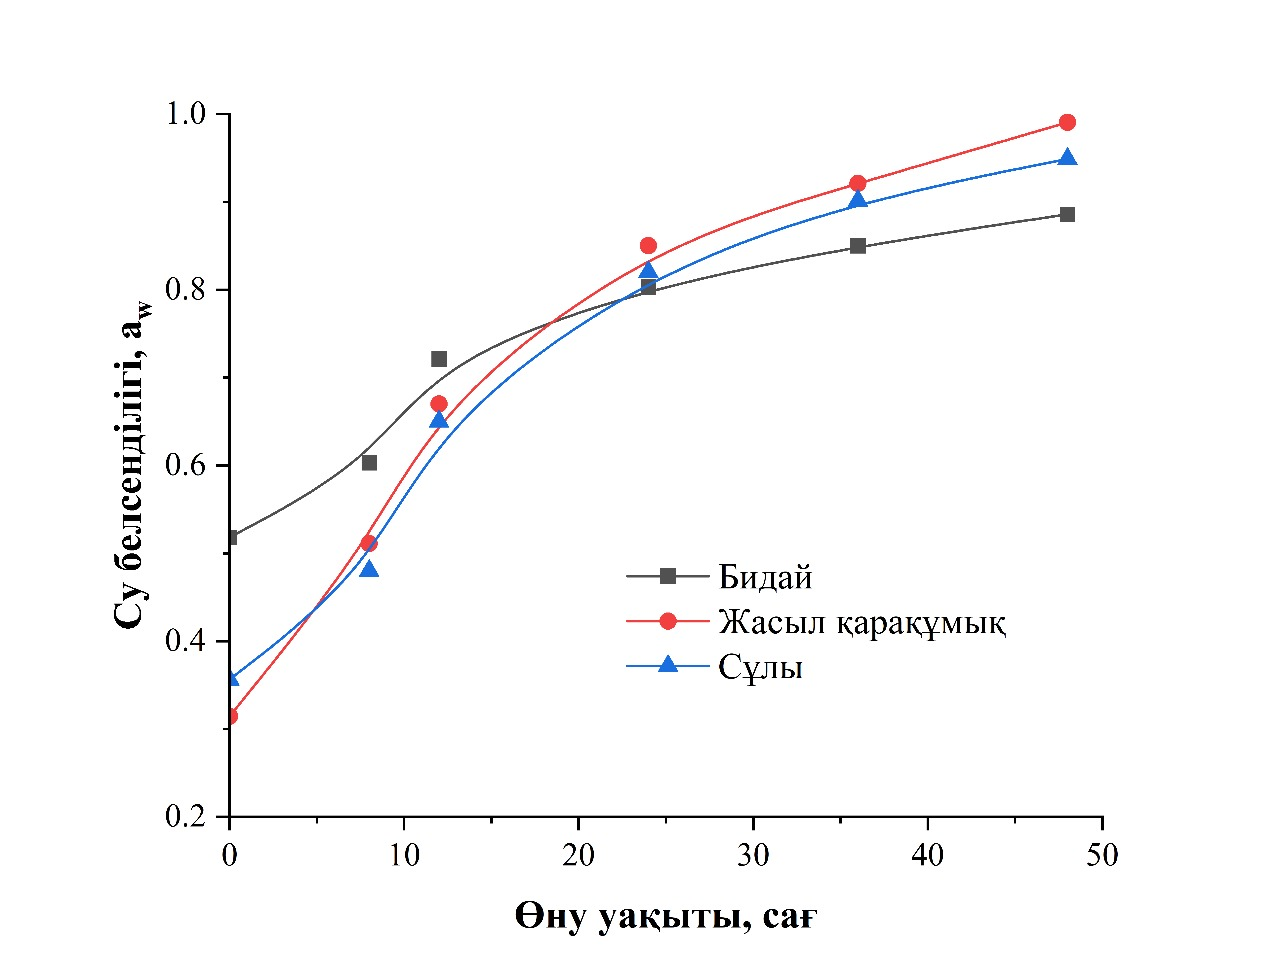 1.0
0.8
0.6
0.4
0.2
Су белсенділігі, aw
Бидай
Жасыл қарақұмық
Сұлы
0 10 20 30 40 50
Өну уақыты, сағ